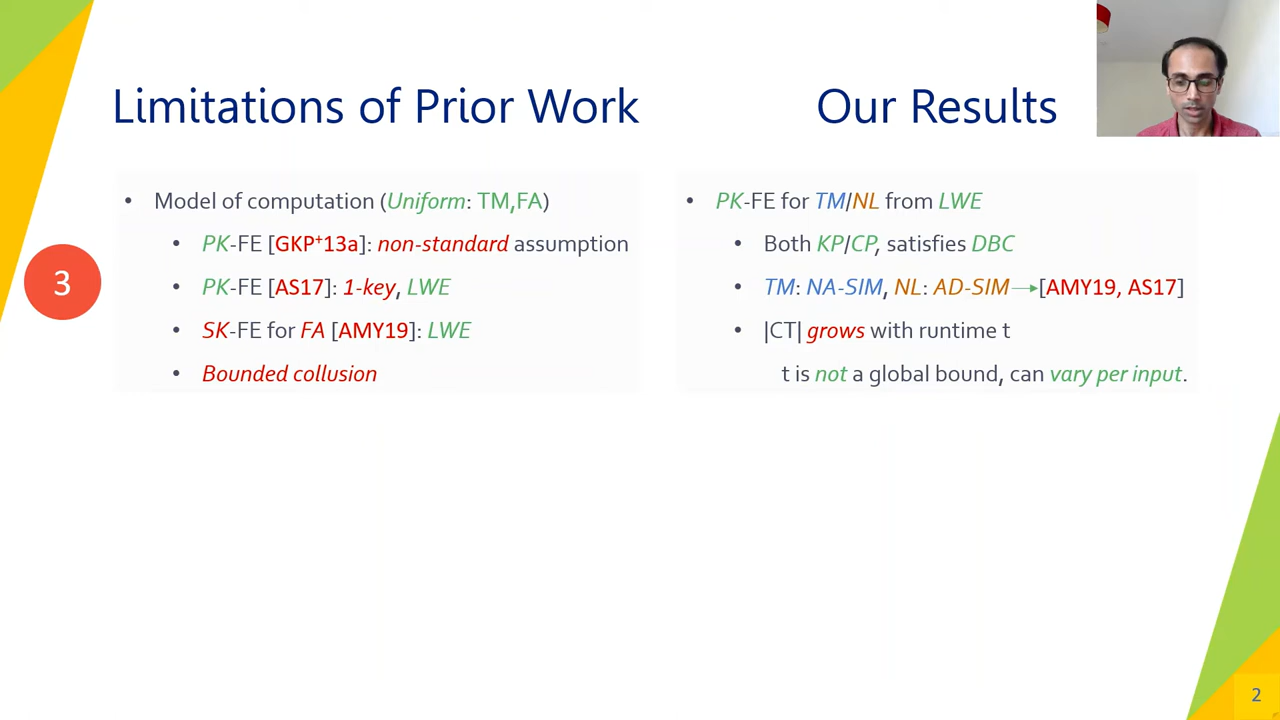 Limitations of Prior Work
• Model of computation (Uniform: TM,FA)
• PK-FE [GKP⁺13a]: non-standard assumption
3
• PK-FE [AS17]: 1-key, LWE
• SK-FE for FA [AMY19]: LWE
• Bounded collusion
Our Results
• PK-FE for TM/NL from LWE
• Both KP/CP, satisfies DBC
• TM: NA-SIM, NL: AD-SIM→[AMY19, AS17]
• |CT| grows with runtime t
t is not a global bound, can vary per input.
2